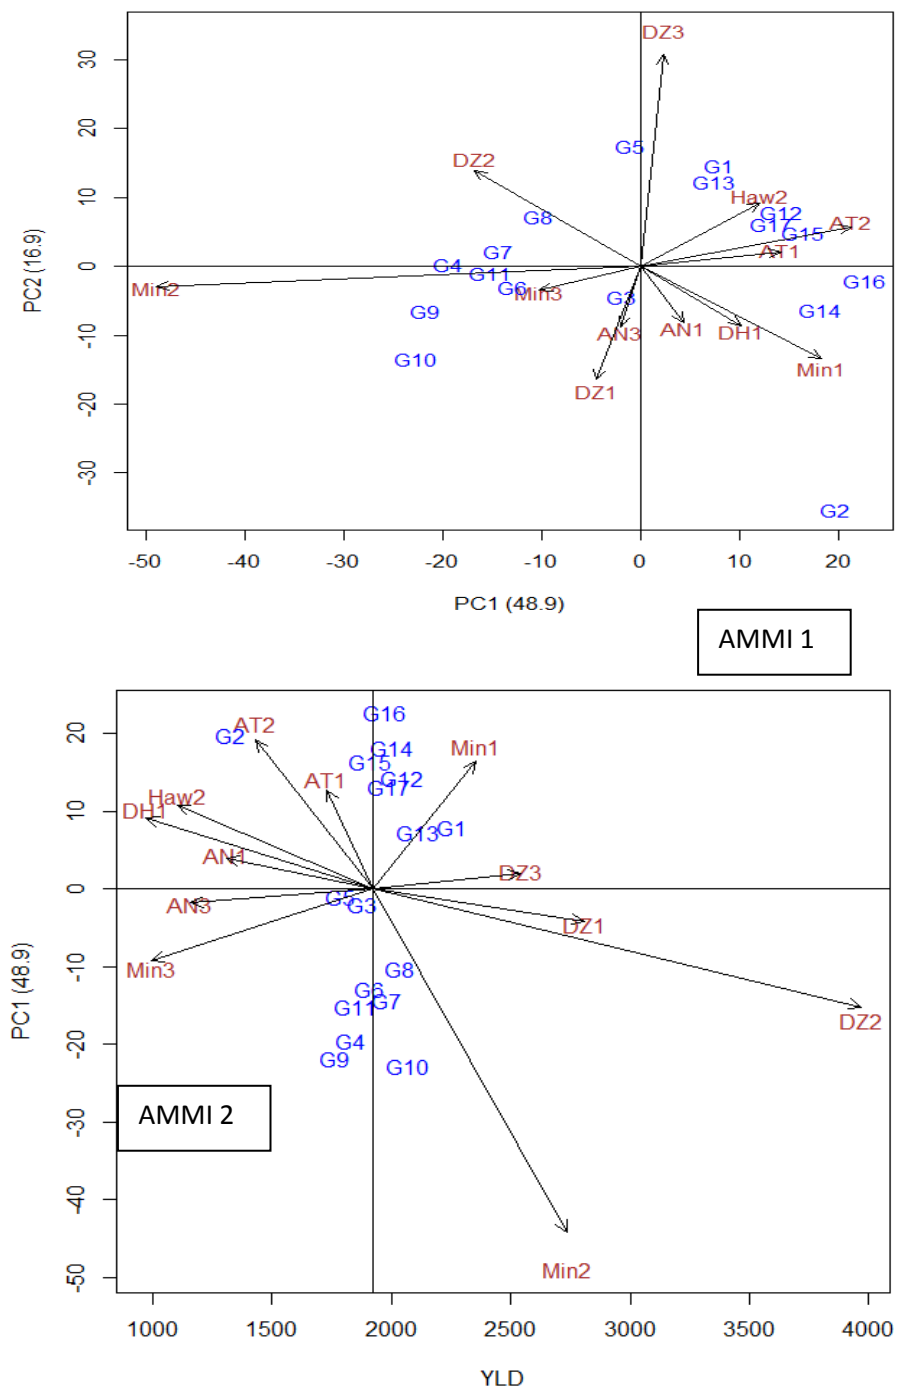 DZ3
30
20
G5
DZ2
G1
G13
10
Haw2
G8
G12
G17
AT2
G15
G7
AT1
PC2 (16.9)
0
G4
G11
G16
Min2
G6
Min3
G3
G9
G14
-10
AN3
AN1
DH1
G10
Min1
DZ1
-20
-30
G2
-50 -40 -30 -20 -10 0 10 20
PC1 (48.9)
AMMI 1
G16
20
AT2
G2
G14
Min1
G15
AT1
G12
G17
Haw2
10
DH1
G13
G1
AN1
DZ3
0
G5
AN3
G3
DZ1
PC1 (48.9)
-10
Min3
G8
G6
G7
G11
DZ2
-20
G4
G9
G10
AMMI 2
-30
-40
Min2
-50
1000 1500 2000 2500 3000 3500 4000
YLD